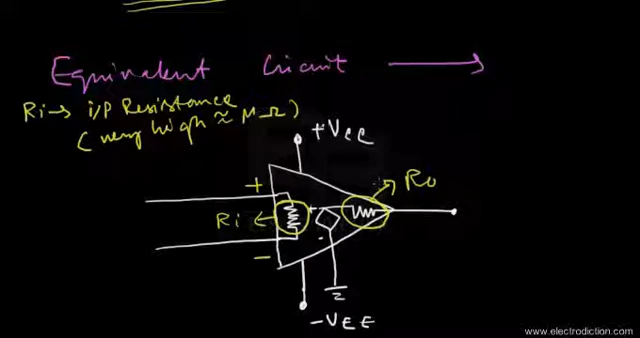 Equivalent Circuit
Ri → i/P Resistance
(very high ≈ MΩ)
+VCC
+
Ro
Ri
+
-
−
-VEE
www.electrodiction.com